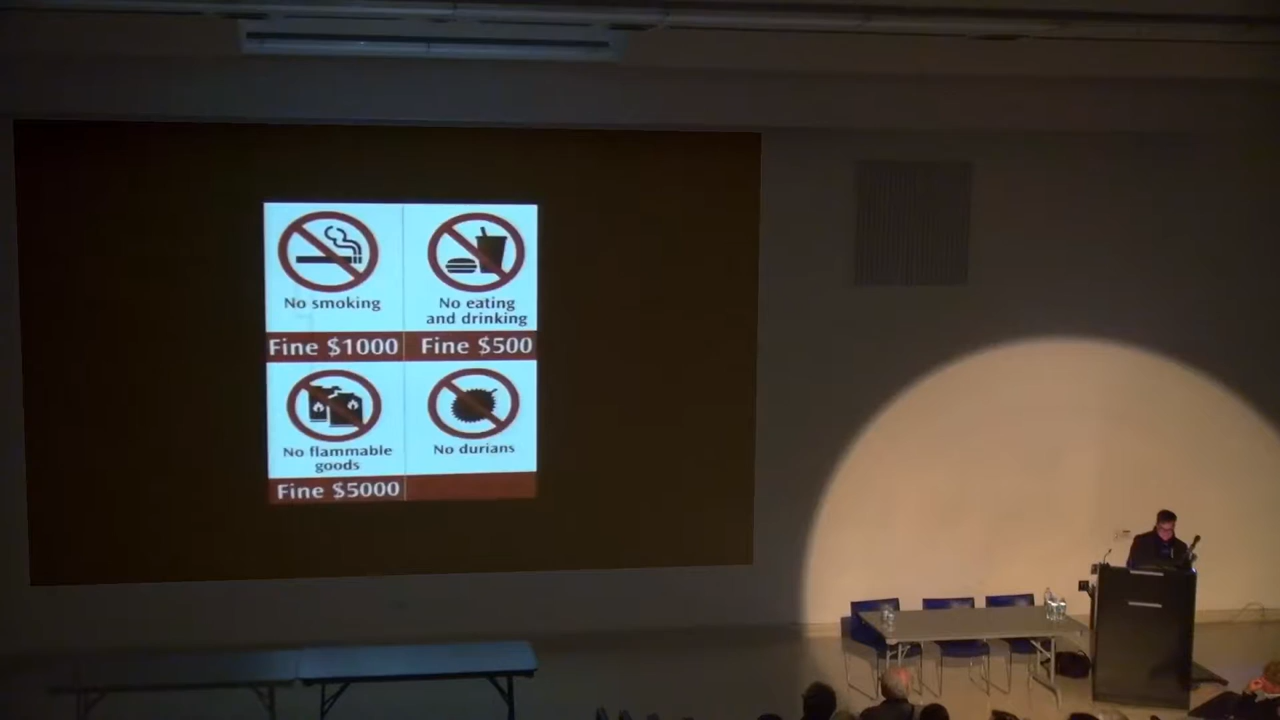 No smoking
Fine $1000
No eating
and drinking
Fine $500
No flammable
goods
Fine $5000
No durians